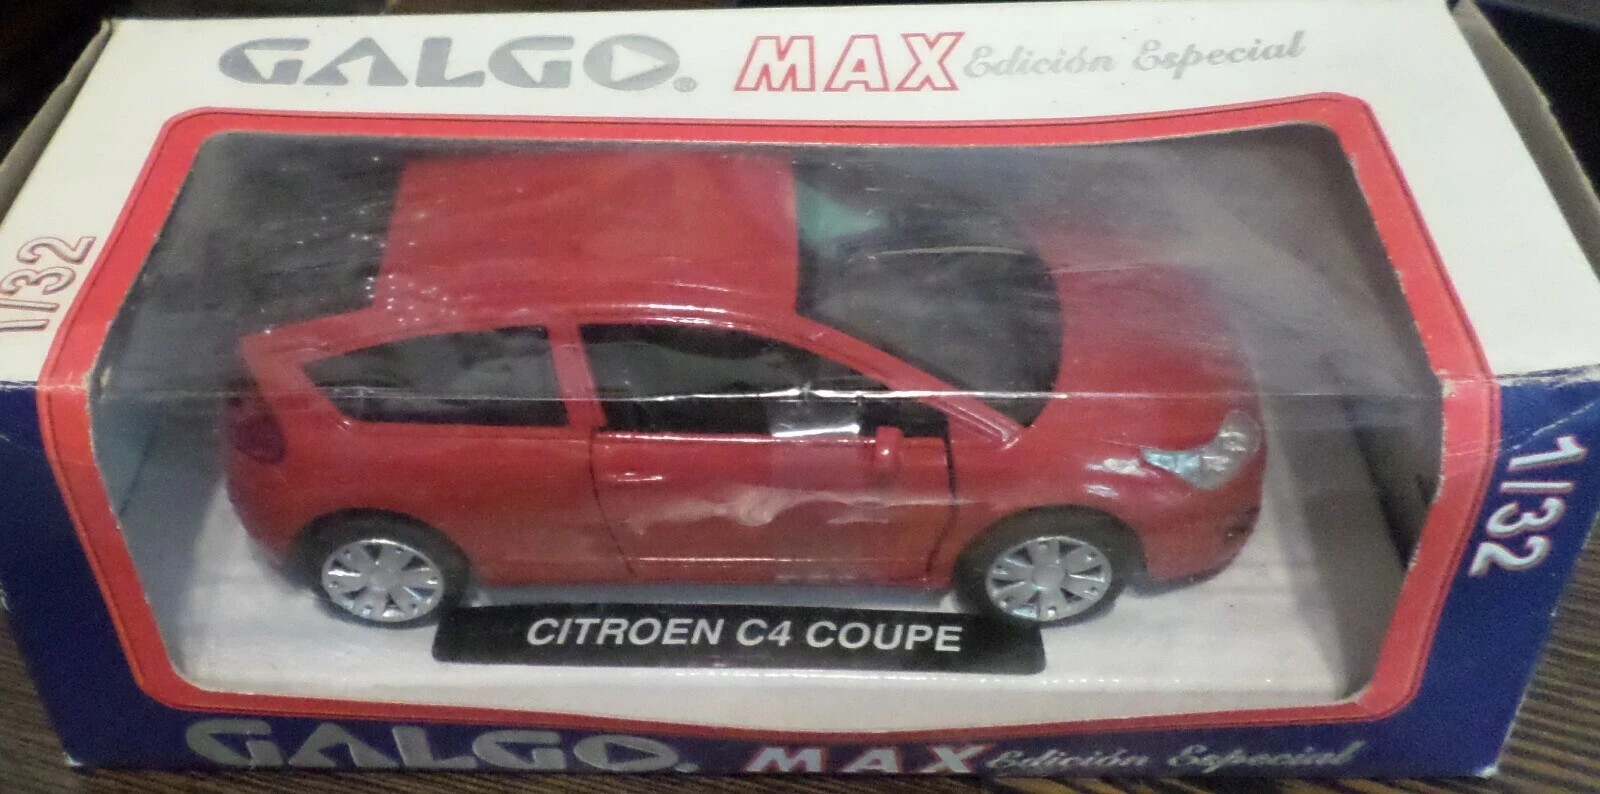 GALGO® MAX Edición Especial
1/32
1/32
CITROEN C4 COUPE
GALGO. MAX Edición Especial